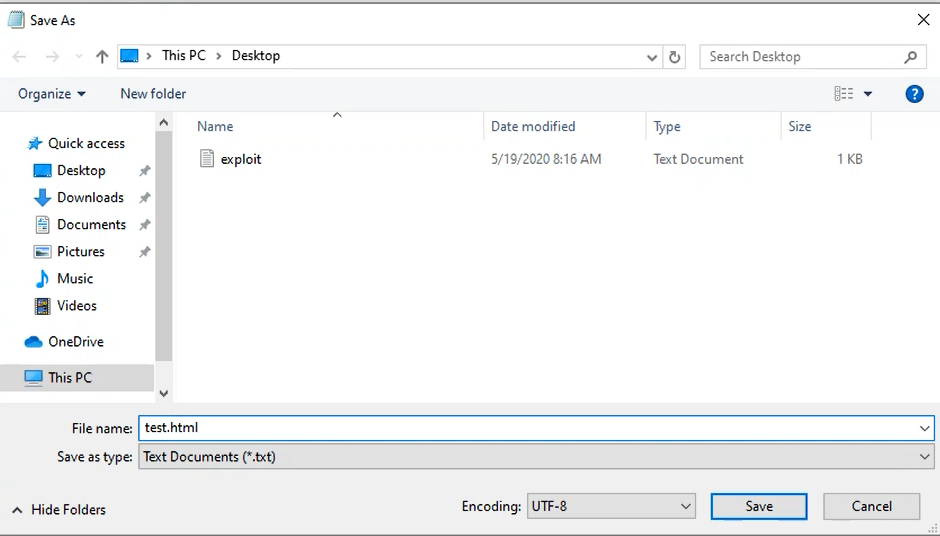 Save As
This PC > Desktop
Search Desktop
Organize
New folder
?
Name
Date modified
Type
Size
Quick access
exploit
5/19/2020 8:16 AM
Text Document
1 KB
Desktop
Downloads
Documents
Pictures
Music
Videos
OneDrive
This PC
File name: test.html
Save as type: Text Documents (*.txt)
Hide Folders
Encoding: UTF-8
Save
Cancel